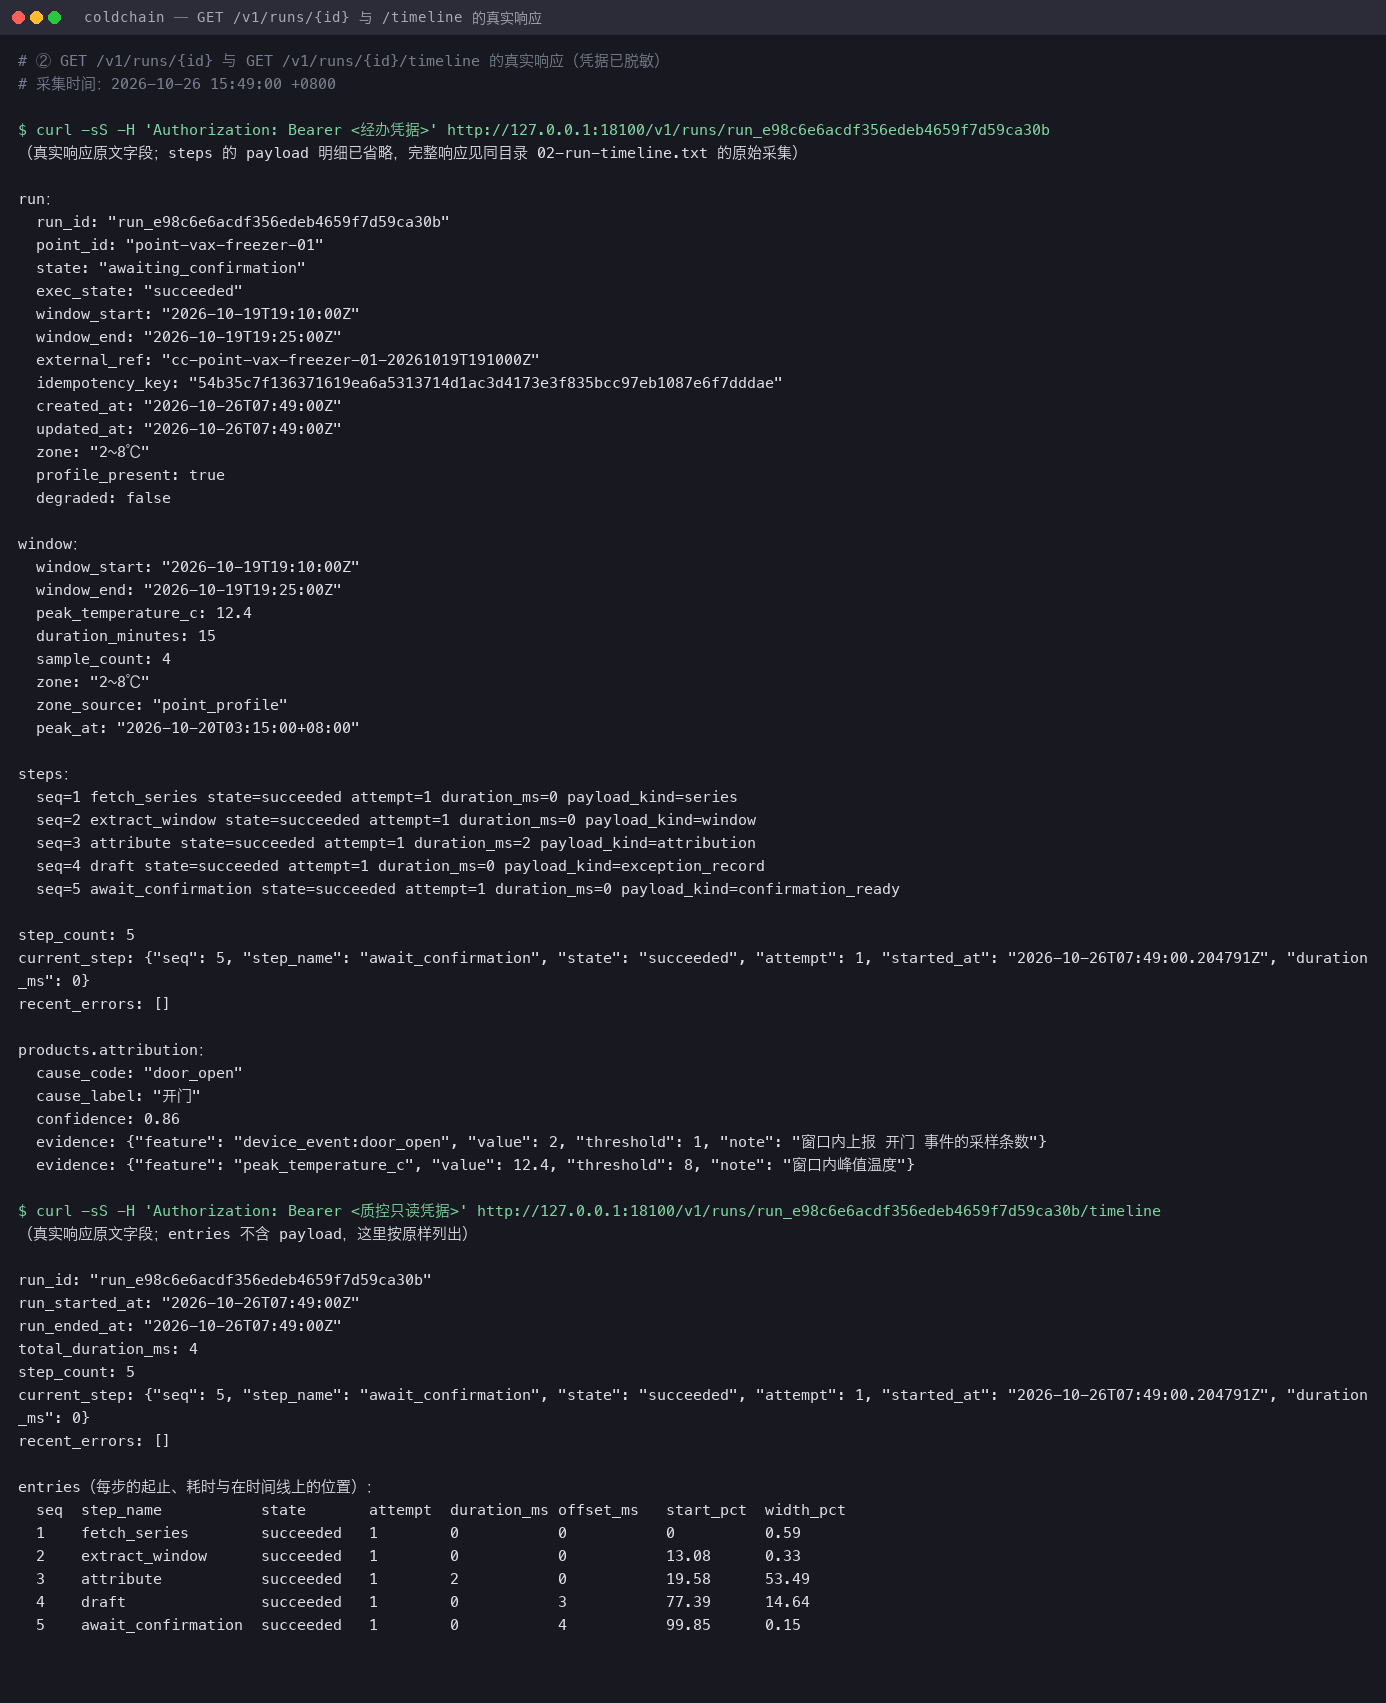 coldchain — GET /v1/runs/{id} 与 /timeline 的真实响应
# ② GET /v1/runs/{id} 与 GET /v1/runs/{id}/timeline 的真实响应（凭据已脱敏）
# 采集时间：2026-10-26 15:49:00 +0800
$ curl -sS -H 'Authorization: Bearer <经办凭据>' http://127.0.0.1:18100/v1/runs/run_e98c6e6acdf356edeb4659f7d59ca30b
（真实响应原文字段；steps 的 payload 明细已省略，完整响应见同目录 02-run-timeline.txt 的原始采集）
run:
  run_id: "run_e98c6e6acdf356edeb4659f7d59ca30b"
  point_id: "point-vax-freezer-01"
  state: "awaiting_confirmation"
  exec_state: "succeeded"
  window_start: "2026-10-19T19:10:00Z"
  window_end: "2026-10-19T19:25:00Z"
  external_ref: "cc-point-vax-freezer-01-20261019T191000Z"
  idempotency_key: "54b35c7f136371619ea6a5313714d1ac3d4173e3f835bcc97eb1087e6f7dddae"
  created_at: "2026-10-26T07:49:00Z"
  updated_at: "2026-10-26T07:49:00Z"
  zone: "2~8℃"
  profile_present: true
  degraded: false
window:
  window_start: "2026-10-19T19:10:00Z"
  window_end: "2026-10-19T19:25:00Z"
  peak_temperature_c: 12.4
  duration_minutes: 15
  sample_count: 4
  zone: "2~8℃"
  zone_source: "point_profile"
  peak_at: "2026-10-20T03:15:00+08:00"
steps:
  seq=1 fetch_series state=succeeded attempt=1 duration_ms=0 payload_kind=series
  seq=2 extract_window state=succeeded attempt=1 duration_ms=0 payload_kind=window
  seq=3 attribute state=succeeded attempt=1 duration_ms=2 payload_kind=attribution
  seq=4 draft state=succeeded attempt=1 duration_ms=0 payload_kind=exception_record
  seq=5 await_confirmation state=succeeded attempt=1 duration_ms=0 payload_kind=confirmation_ready
step_count: 5
current_step: {"seq": 5, "step_name": "await_confirmation", "state": "succeeded", "attempt": 1, "started_at": "2026-10-26T07:49:00.204791Z", "duration
_ms": 0}
recent_errors: []
products.attribution:
  cause_code: "door_open"
  cause_label: "开门"
  confidence: 0.86
  evidence: {"feature": "device_event:door_open", "value": 2, "threshold": 1, "note": "窗口内上报 开门 事件的采样条数"}
  evidence: {"feature": "peak_temperature_c", "value": 12.4, "threshold": 8, "note": "窗口内峰值温度"}
$ curl -sS -H 'Authorization: Bearer <质控只读凭据>' http://127.0.0.1:18100/v1/runs/run_e98c6e6acdf356edeb4659f7d59ca30b/timeline
（真实响应原文字段；entries 不含 payload，这里按原样列出）
run_id: "run_e98c6e6acdf356edeb4659f7d59ca30b"
run_started_at: "2026-10-26T07:49:00Z"
run_ended_at: "2026-10-26T07:49:00Z"
total_duration_ms: 4
step_count: 5
current_step: {"seq": 5, "step_name": "await_confirmation", "state": "succeeded", "attempt": 1, "started_at": "2026-10-26T07:49:00.204791Z", "duration
_ms": 0}
recent_errors: []
entries（每步的起止、耗时与在时间线上的位置）:
  seq  step_name           state       attempt  duration_ms offset_ms   start_pct  width_pct
  1    fetch_series        succeeded   1        0           0           0          0.59
  2    extract_window      succeeded   1        0           0           13.08      0.33
  3    attribute           succeeded   1        2           0           19.58      53.49
  4    draft               succeeded   1        0           3           77.39      14.64
  5    await_confirmation  succeeded   1        0           4           99.85      0.15